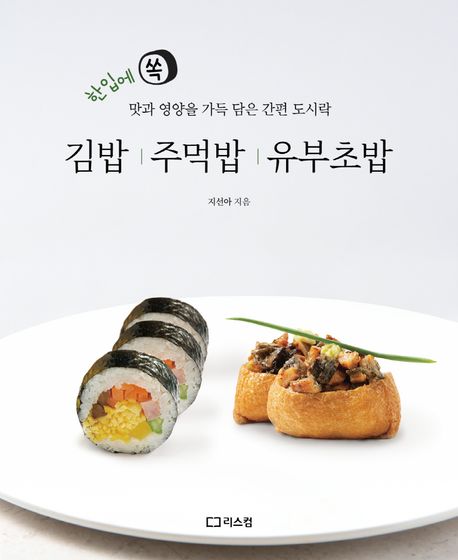 한입에 쏙
맛과 영양을 가득 담은 간편 도시락
김밥 | 주먹밥 | 유부초밥
지선아 지음
리스컴